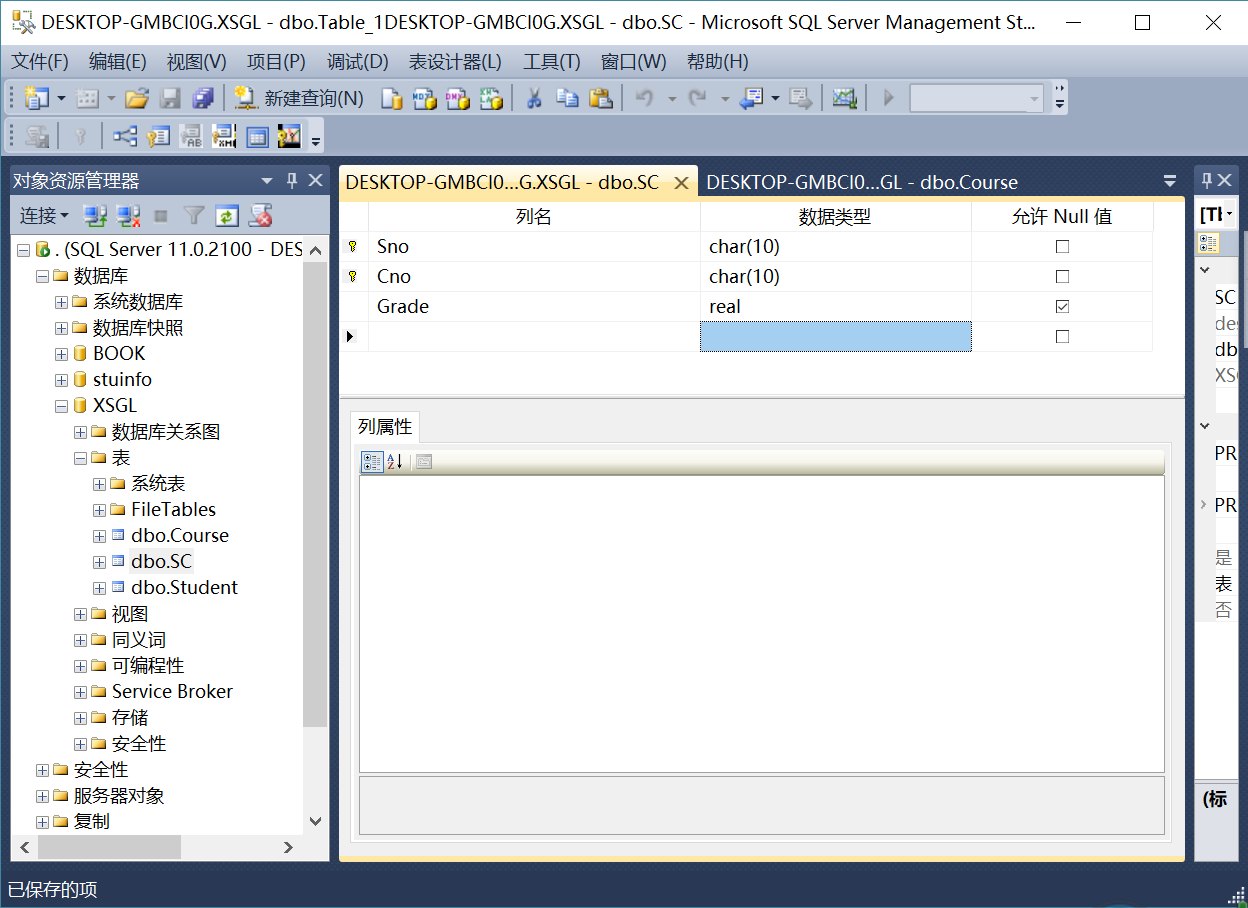 DESKTOP-GMBCI0G.XSGL - dbo.Table_1DESKTOP-GMBCI0G.XSGL - dbo.SC - Microsoft SQL Server Management St...
文件(F) 编辑(E) 视图(V) 项目(P) 调试(D) 表设计器(L) 工具(T) 窗口(W) 帮助(H)
新建查询(N)
对象资源管理器
连接
. (SQL Server 11.0.2100 - DES
数据库
系统数据库
数据库快照
BOOK
stuinfo
XSGL
数据库关系图
表
系统表
FileTables
dbo.Course
dbo.SC
dbo.Student
视图
同义词
可编程性
Service Broker
存储
安全性
安全性
服务器对象
复制
DESKTOP-GMBCI0...G.XSGL - dbo.SC
DESKTOP-GMBCI0...GL - dbo.Course
列名 数据类型 允许 Null 值
Sno char(10)
Cno char(10)
Grade real
列属性
SC
dbo
PR
PR
是
表
否
(标
已保存的项